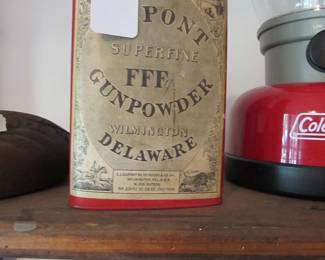 PONT
SUPERFINE
FFF
GUNPOWDER
WILMINGTON
DELAWARE
Cole